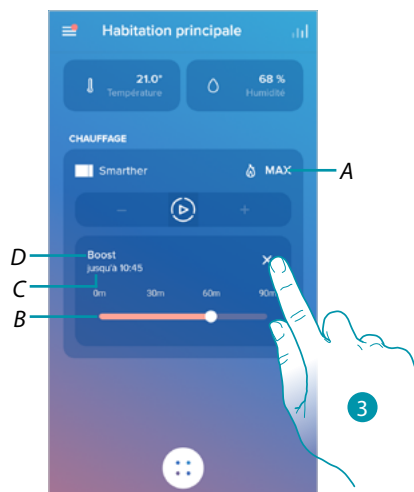 Habitation principale
21.0°
Température
68 %
Humidité
CHAUFFAGE
Smarther
MAX
A
−
+
D
Boost
jusqu'à 10:45
C
0m 30m 60m 90m
B
3